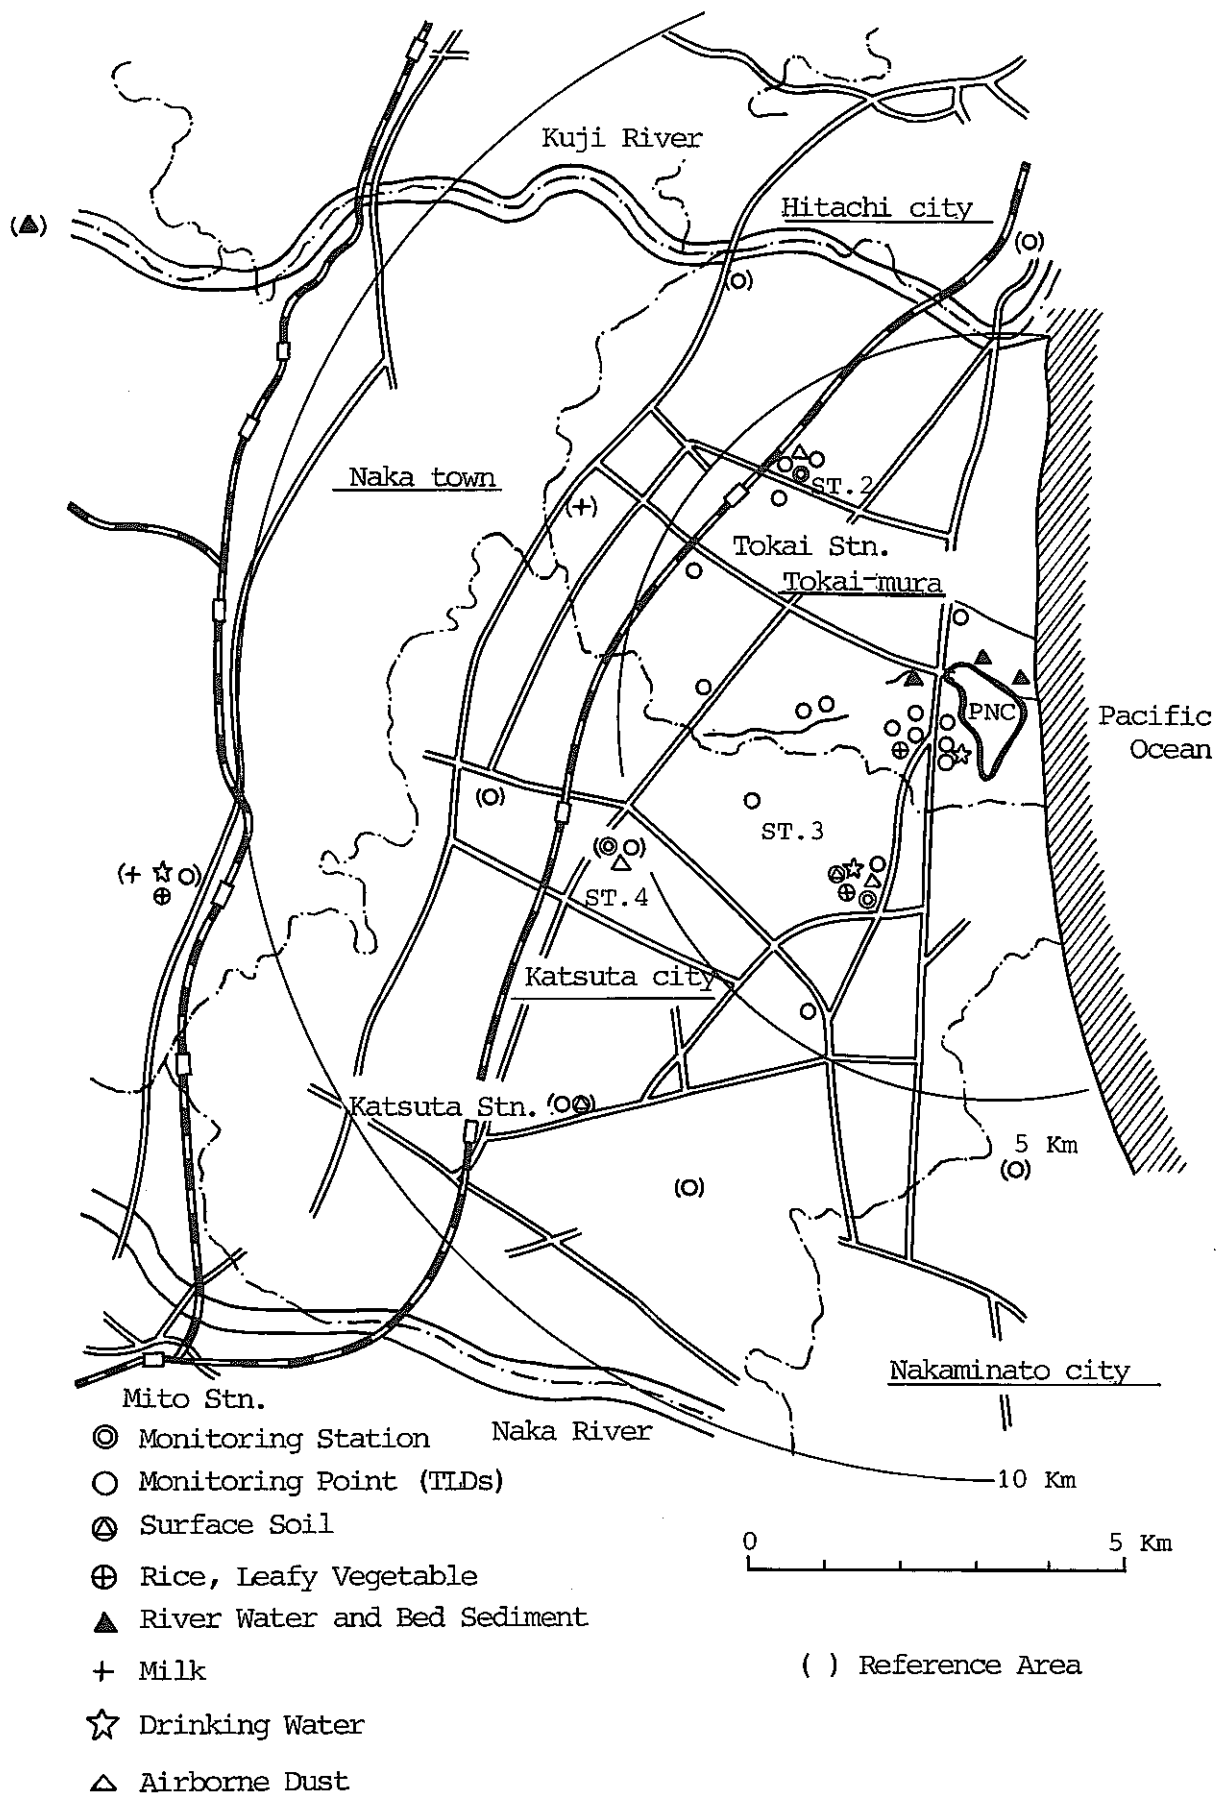 Kuji River
Hitachi city
Naka town
ST.2
Tokai Stn.
Tokai-mura
PNC
Pacific
Ocean
ST.3
ST.4
Katsuta city
Katsuta Stn.
5 Km
Nakaminato city
Mito Stn.
Naka River
10 Km
Monitoring Station
Monitoring Point (TLDs)
Surface Soil
Rice, Leafy Vegetable
River Water and Bed Sediment
Milk
Drinking Water
Airborne Dust
0 5 Km
( ) Reference Area